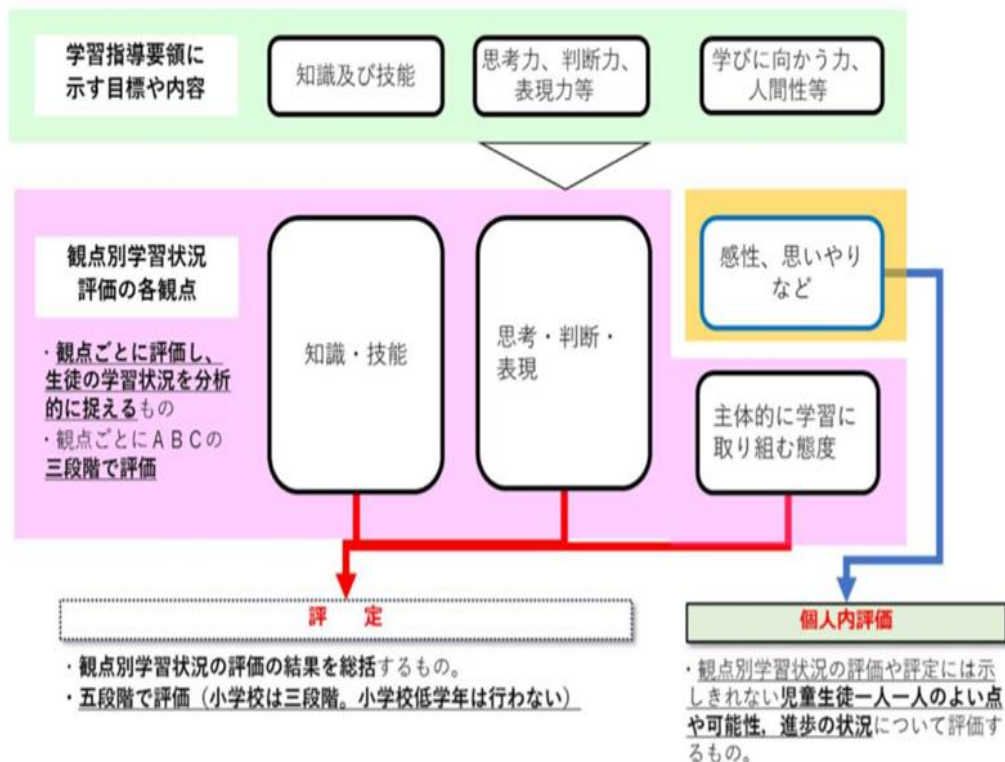 学習指導要領に
示す目標や内容
知識及び技能
思考力、判断力、
表現力等
学びに向かう力、
人間性等
観点別学習状況
評価の各観点
・観点ごとに評価し、
生徒の学習状況を分析
的に捉えるもの
・観点ごとにＡＢＣの
三段階で評価
知識・技能
思考・判断・
表現
感性、思いやり
など
主体的に学習に
取り組む態度
評　定
・観点別学習状況の評価の結果を総括するもの。
・五段階で評価（小学校は三段階。小学校低学年は行わない）
個人内評価
・観点別学習状況の評価や評定には示
しきれない児童生徒一人一人のよい点
や可能性，進歩の状況について評価す
るもの。